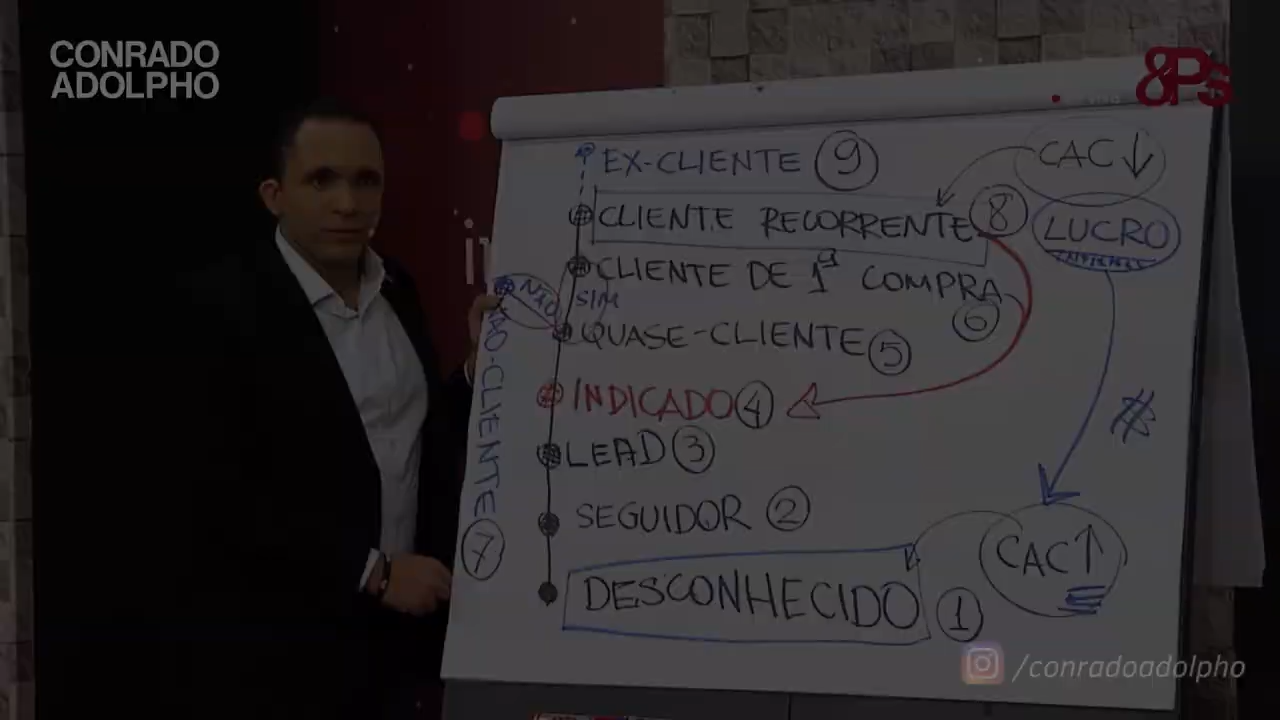 CONRADO
ADOLPHO
8Ps
EX-CLIENTE 9
CAC↓
CLIENTE RECORRENTE 8
LUCRO
CLIENTE DE 1ª COMPRA
6
NÃO
SIM
QUASE-CLIENTE 5
INDICADO 4
LEAD 3
SEGUIDOR 2
NÃO-CLIENTE 7
CAC↑
DESCONHECIDO 1
#
/conradoadolpho